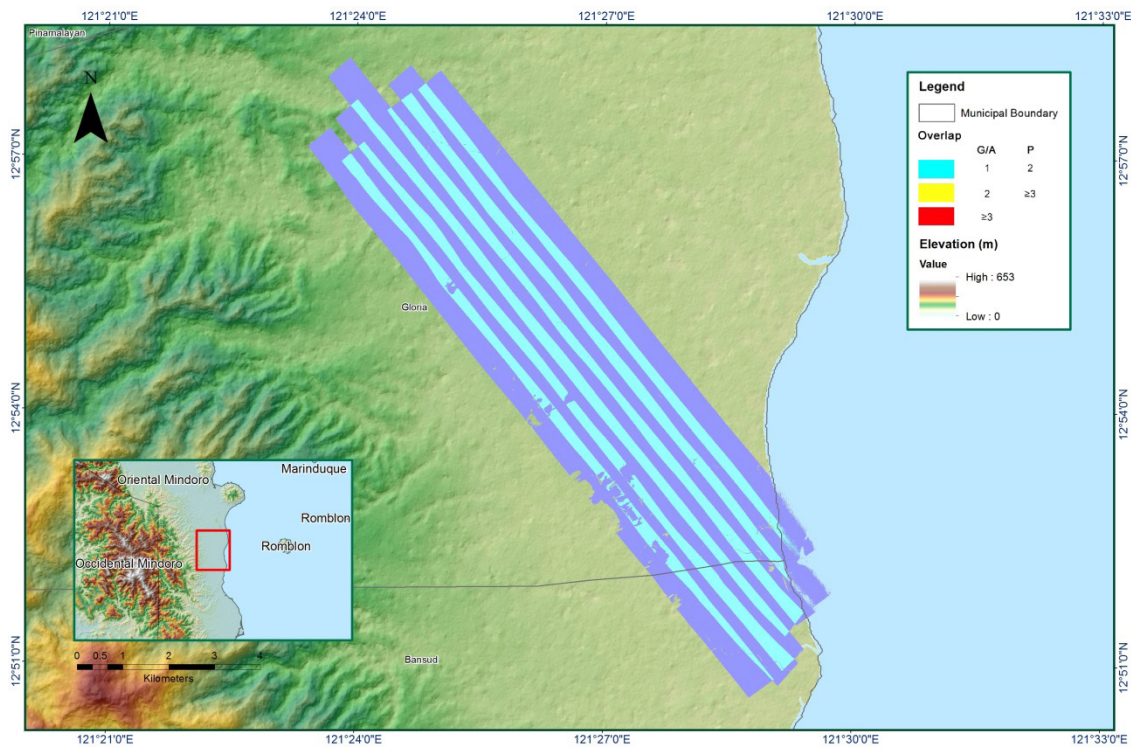 121°21'0"E 121°24'0"E 121°27'0"E 121°30'0"E 121°33'0"E
Pinamalayan
N
12°57'0"N
12°57'0"N
Legend
Municipal Boundary
Overlap
G/A P
1 2
2 ≥3
≥3
Elevation (m)
Value
High : 653
Low : 0
Gloria
12°54'0"N
12°54'0"N
Marinduque
Oriental Mindoro
Romblon
Romblon
Occidental Mindoro
Bansud
12°51'0"N
12°51'0"N
0 0.5 1 2 3 4
Kilometers
121°21'0"E 121°24'0"E 121°27'0"E 121°30'0"E 121°33'0"E